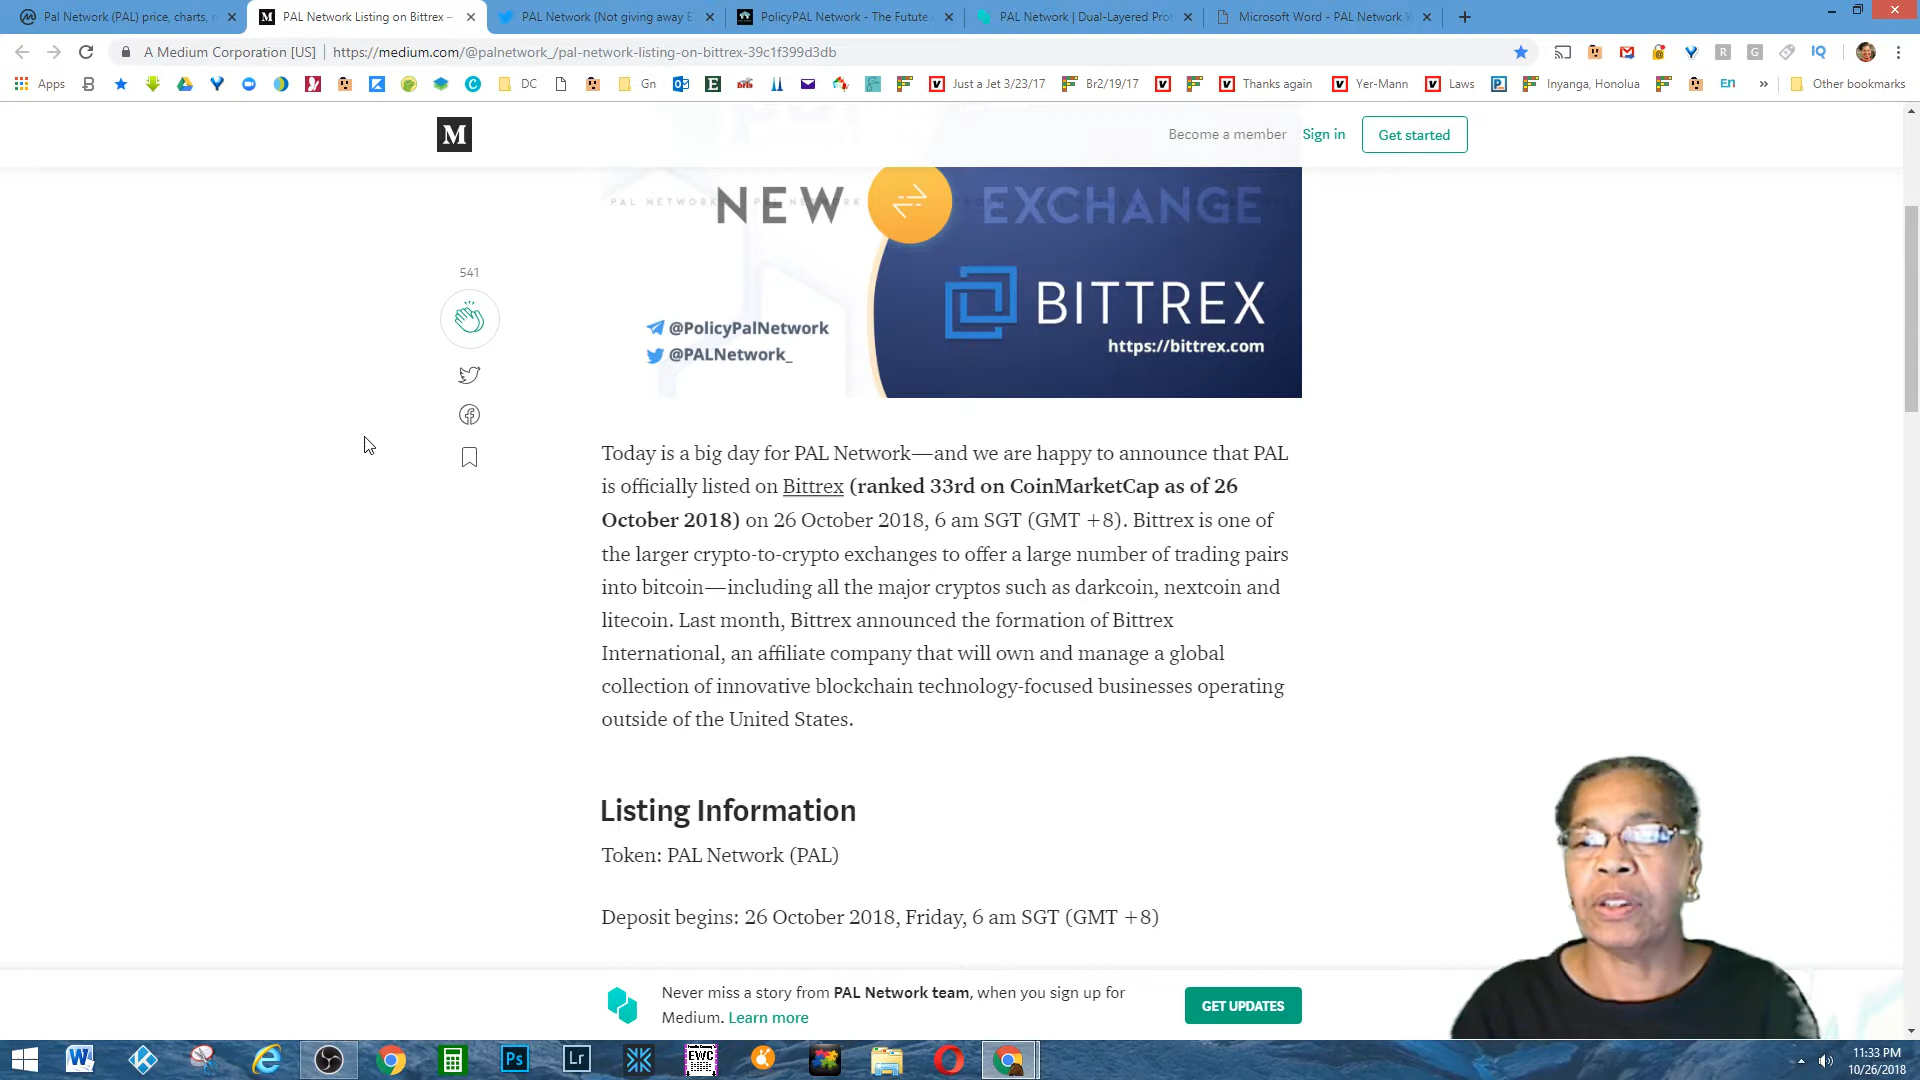 Pal Network (PAL) price, charts,
PAL Network Listing on Bittrex –
PAL Network (Not giving away E
PolicyPAL Network - The Futute
PAL Network | Dual-Layered Pro
Microsoft Word - PAL Network W
A Medium Corporation [US] | https://medium.com/@palnetwork_/pal-network-listing-on-bittrex-39c1f399d3db
Apps DC Gn Just a Jet 3/23/17 Br2/19/17 Thanks again Yer-Mann Laws Inyanga, Honolua En » Other bookmarks
M
Become a member Sign in Get started
PAL NETWORK
NEW EXCHANGE
BITTREX
https://bittrex.com
@PolicyPalNetwork
@PALNetwork_
541
Today is a big day for PAL Network—and we are happy to announce that PAL
is officially listed on Bittrex (ranked 33rd on CoinMarketCap as of 26
October 2018) on 26 October 2018, 6 am SGT (GMT +8). Bittrex is one of
the larger crypto-to-crypto exchanges to offer a large number of trading pairs
into bitcoin—including all the major cryptos such as darkcoin, nextcoin and
litecoin. Last month, Bittrex announced the formation of Bittrex
International, an affiliate company that will own and manage a global
collection of innovative blockchain technology-focused businesses operating
outside of the United States.
Listing Information
Token: PAL Network (PAL)
Deposit begins: 26 October 2018, Friday, 6 am SGT (GMT +8)
Never miss a story from PAL Network team, when you sign up for
Medium. Learn more
GET UPDATES
Ps
Lr
EWC
11:33 PM
10/26/2018